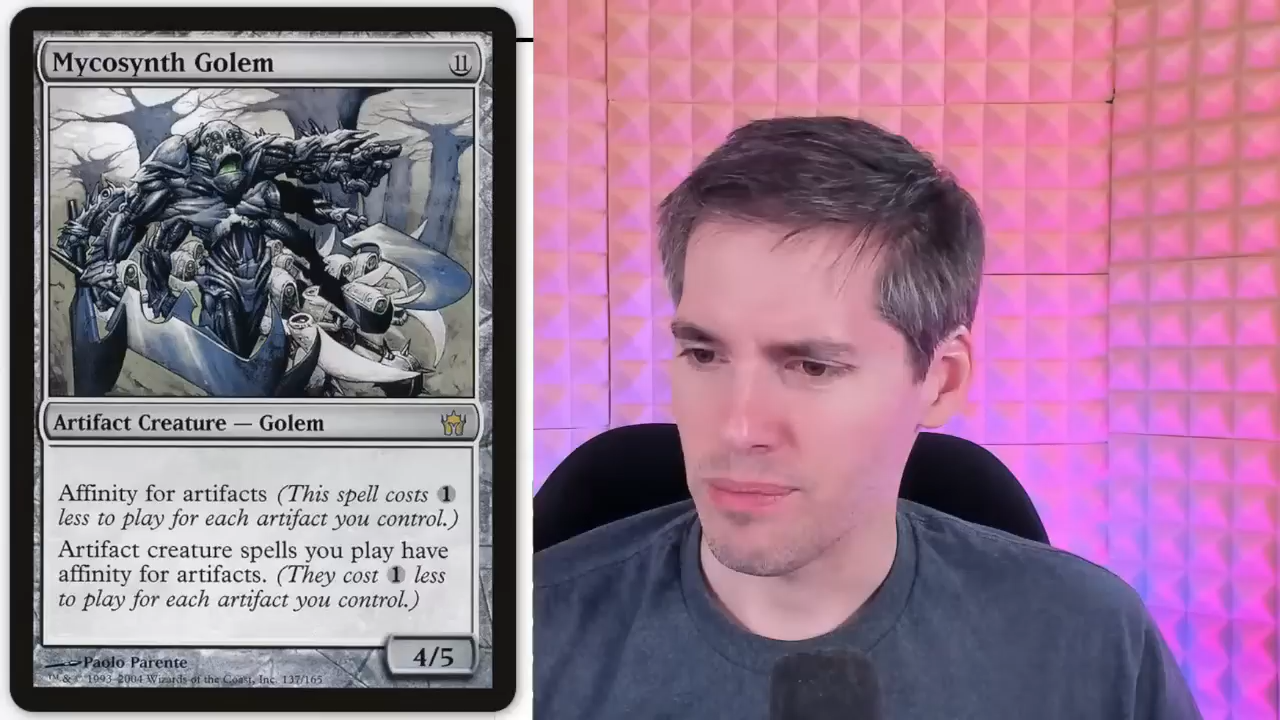 Mycosynth Golem 11
Artifact Creature — Golem
Affinity for artifacts (This spell costs 1
less to play for each artifact you control.)
Artifact creature spells you play have
affinity for artifacts. (They cost 1 less
to play for each artifact you control.)
4/5
Paolo Parente
™ & © 1993–2004 Wizards of the Coast, Inc. 137/165